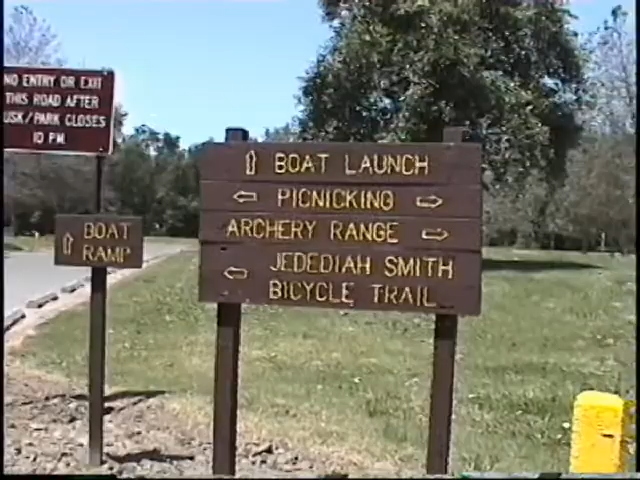 NO ENTRY OR EXIT
THIS ROAD AFTER
USK/PARK CLOSES
10 P.M.
BOAT
RAMP
BOAT LAUNCH
PICNICKING
ARCHERY RANGE
JEDEDIAH SMITH
BICYCLE TRAIL